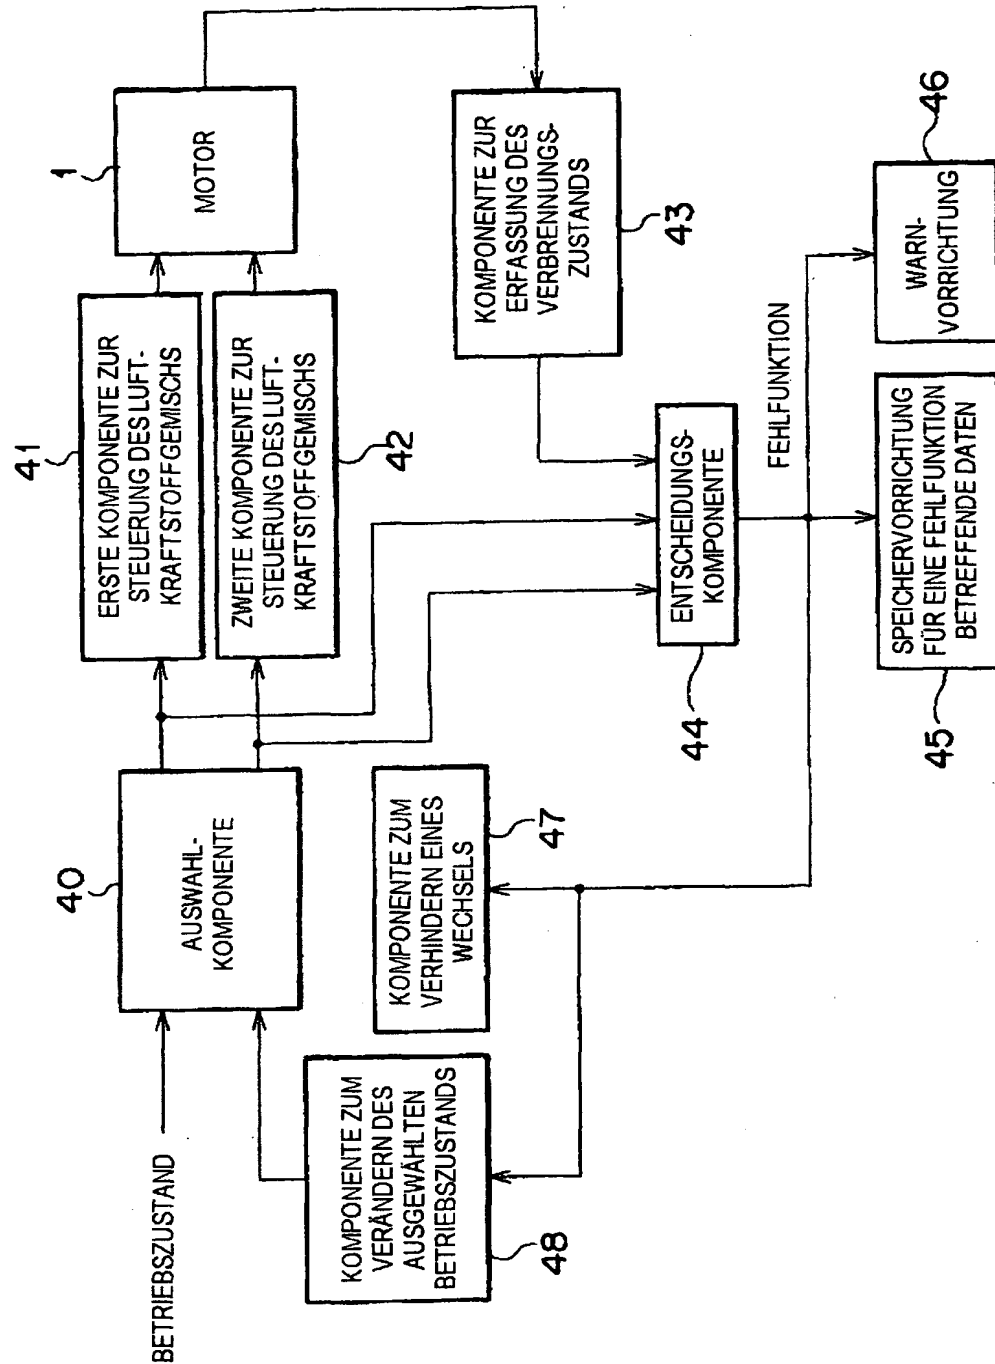 BETRIEBSZUSTAND
40
AUSWAHL-
KOMPONENTE
41
ERSTE KOMPONENTE ZUR
STEUERUNG DES LUFT-
KRAFTSTOFFGEMISCHS
ZWEITE KOMPONENTE ZUR
STEUERUNG DES LUFT-
KRAFTSTOFFGEMISCHS
42
1
MOTOR
KOMPONENTE ZUM
VERÄNDERN DES
AUSGEWÄHLTEN
BETRIEBSZUSTANDS
48
KOMPONENTE ZUM
VERHINDERN EINES
WECHSELS
47
KOMPONENTE ZUR
ERFASSUNG DES
VERBRENNUNGS-
ZUSTANDS
43
ENTSCHEIDUNGS-
KOMPONENTE
44
FEHLFUNKTION
SPEICHERVORRICHTUNG
FÜR EINE FEHLFUNKTION
BETREFFENDE DATEN
45
WARN-
VORRICHTUNG
46